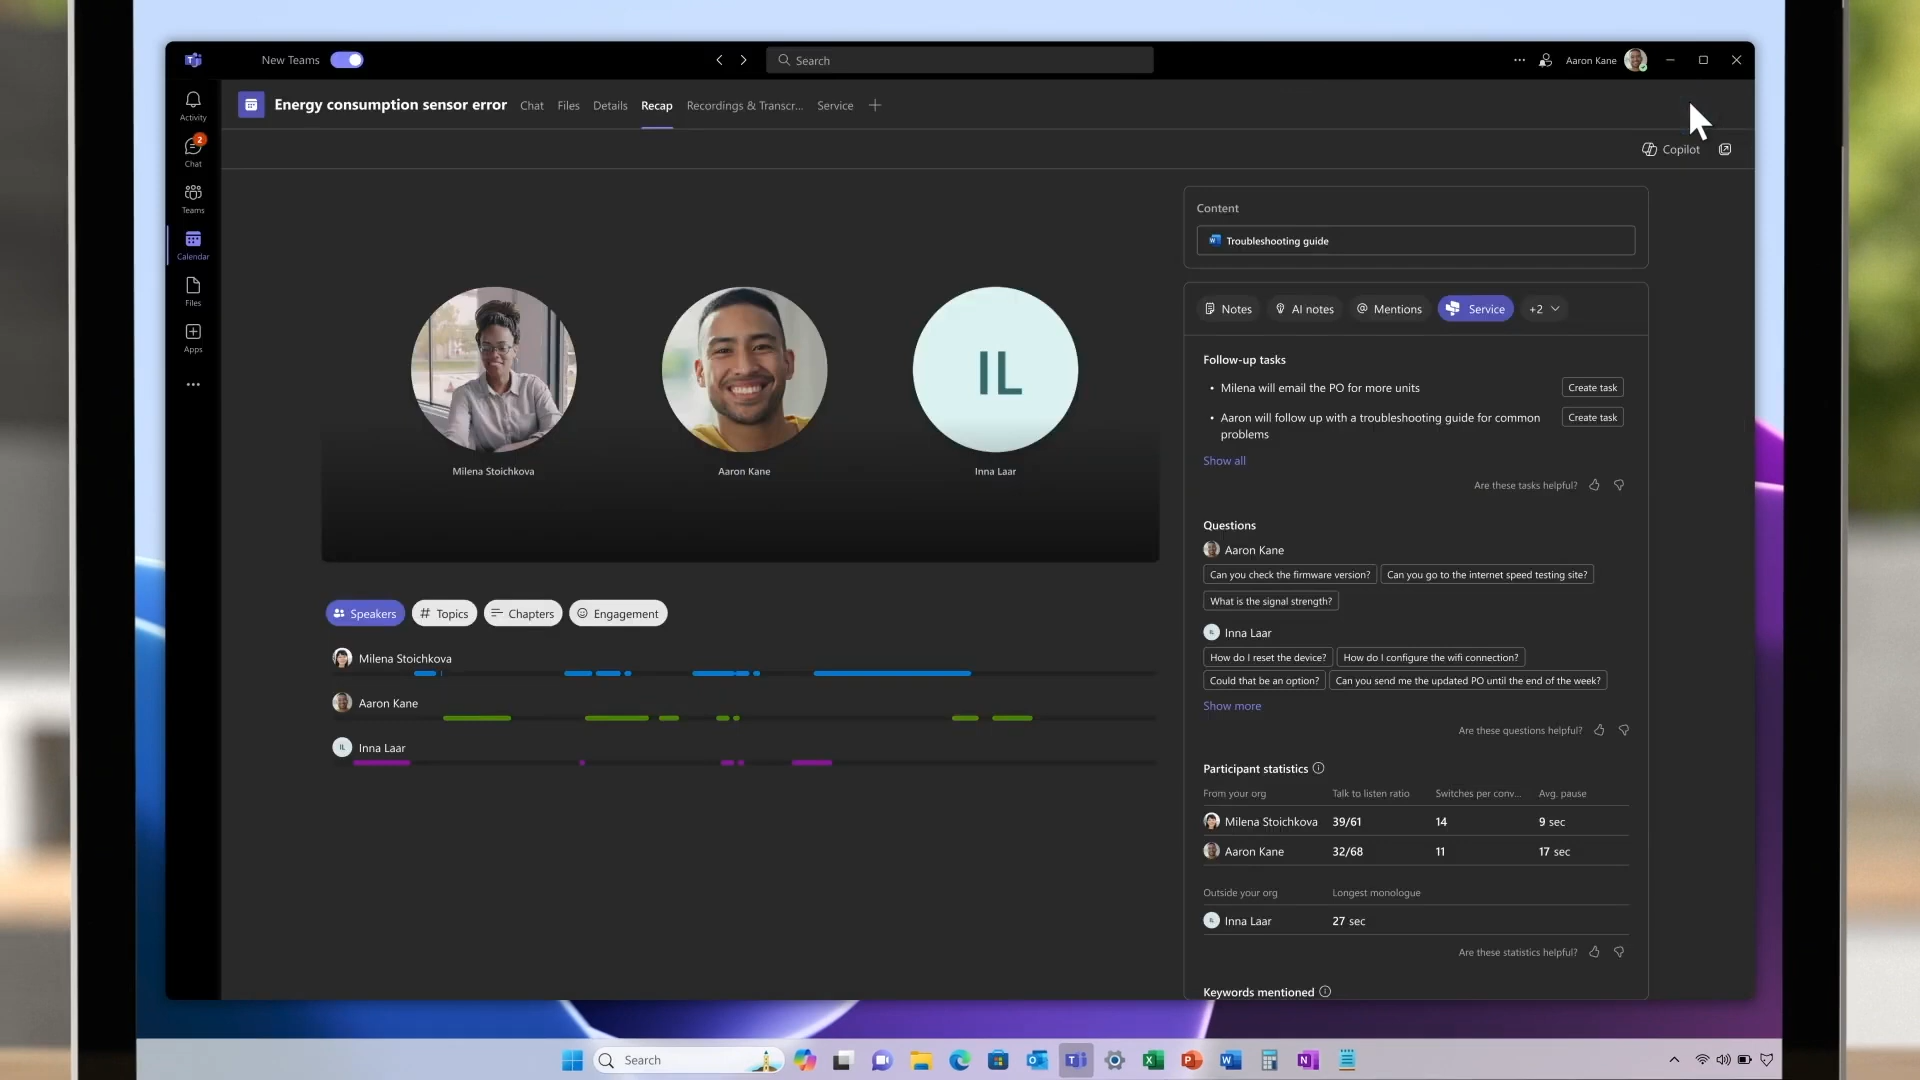 New Teams
Search
Aaron Kane
Energy consumption sensor error
Chat
Files
Details
Recap
Recordings & Transcr...
Service
Copilot
Activity
2
Chat
Teams
Calendar
Files
Apps
IL
Milena Stoichkova
Aaron Kane
Inna Laar
Speakers
Topics
Chapters
Engagement
Milena Stoichkova
Aaron Kane
IL
Inna Laar
Content
Troubleshooting guide
Notes
AI notes
Mentions
Service
+2
Follow-up tasks
• Milena will email the PO for more units
Create task
• Aaron will follow up with a troubleshooting guide for common
problems
Create task
Show all
Are these tasks helpful?
Questions
Aaron Kane
Can you check the firmware version?
Can you go to the internet speed testing site?
What is the signal strength?
Inna Laar
How do I reset the device?
How do I configure the wifi connection?
Could that be an option?
Can you send me the updated PO until the end of the week?
Show more
Are these questions helpful?
Participant statistics
From your org Talk to listen ratio Switches per conv... Avg. pause
Milena Stoichkova 39/61 14 9 sec
Aaron Kane 32/68 11 17 sec
Outside your org Longest monologue
Inna Laar 27 sec
Are these statistics helpful?
Keywords mentioned
Search